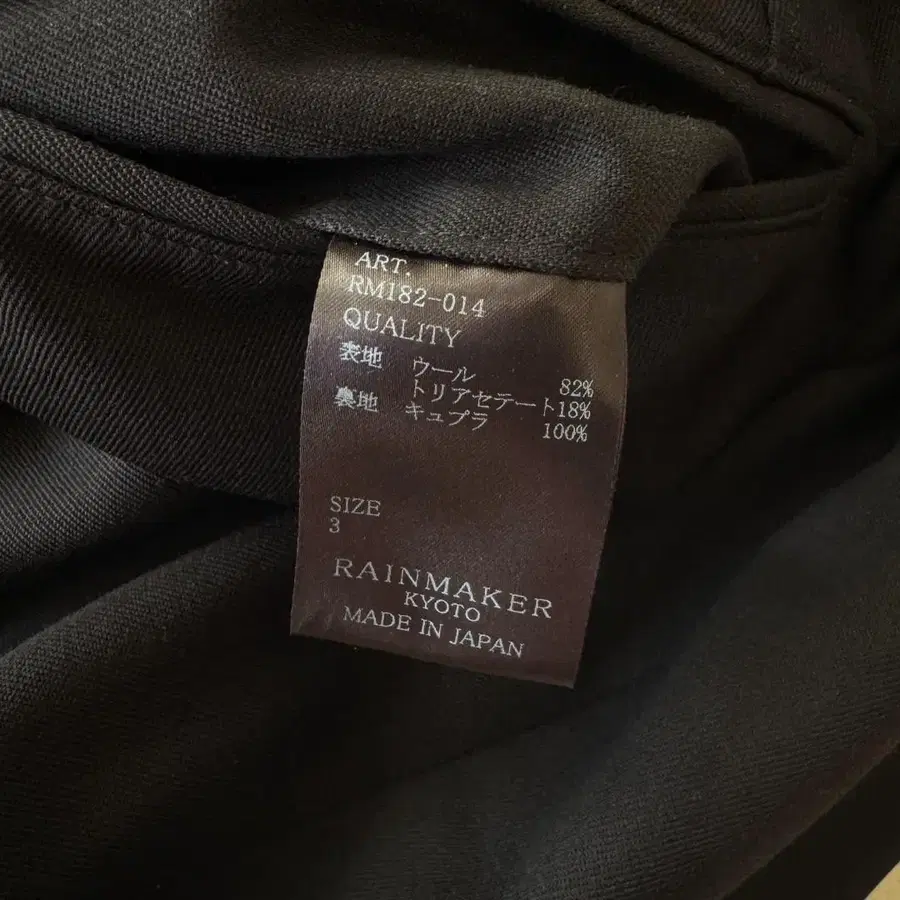 ART.
RM182-014
QUALITY
表地 ウール 82%
トリアセテート18%
裏地 キュプラ 100%
SIZE
3
RAINMAKER
KYOTO
MADE IN JAPAN